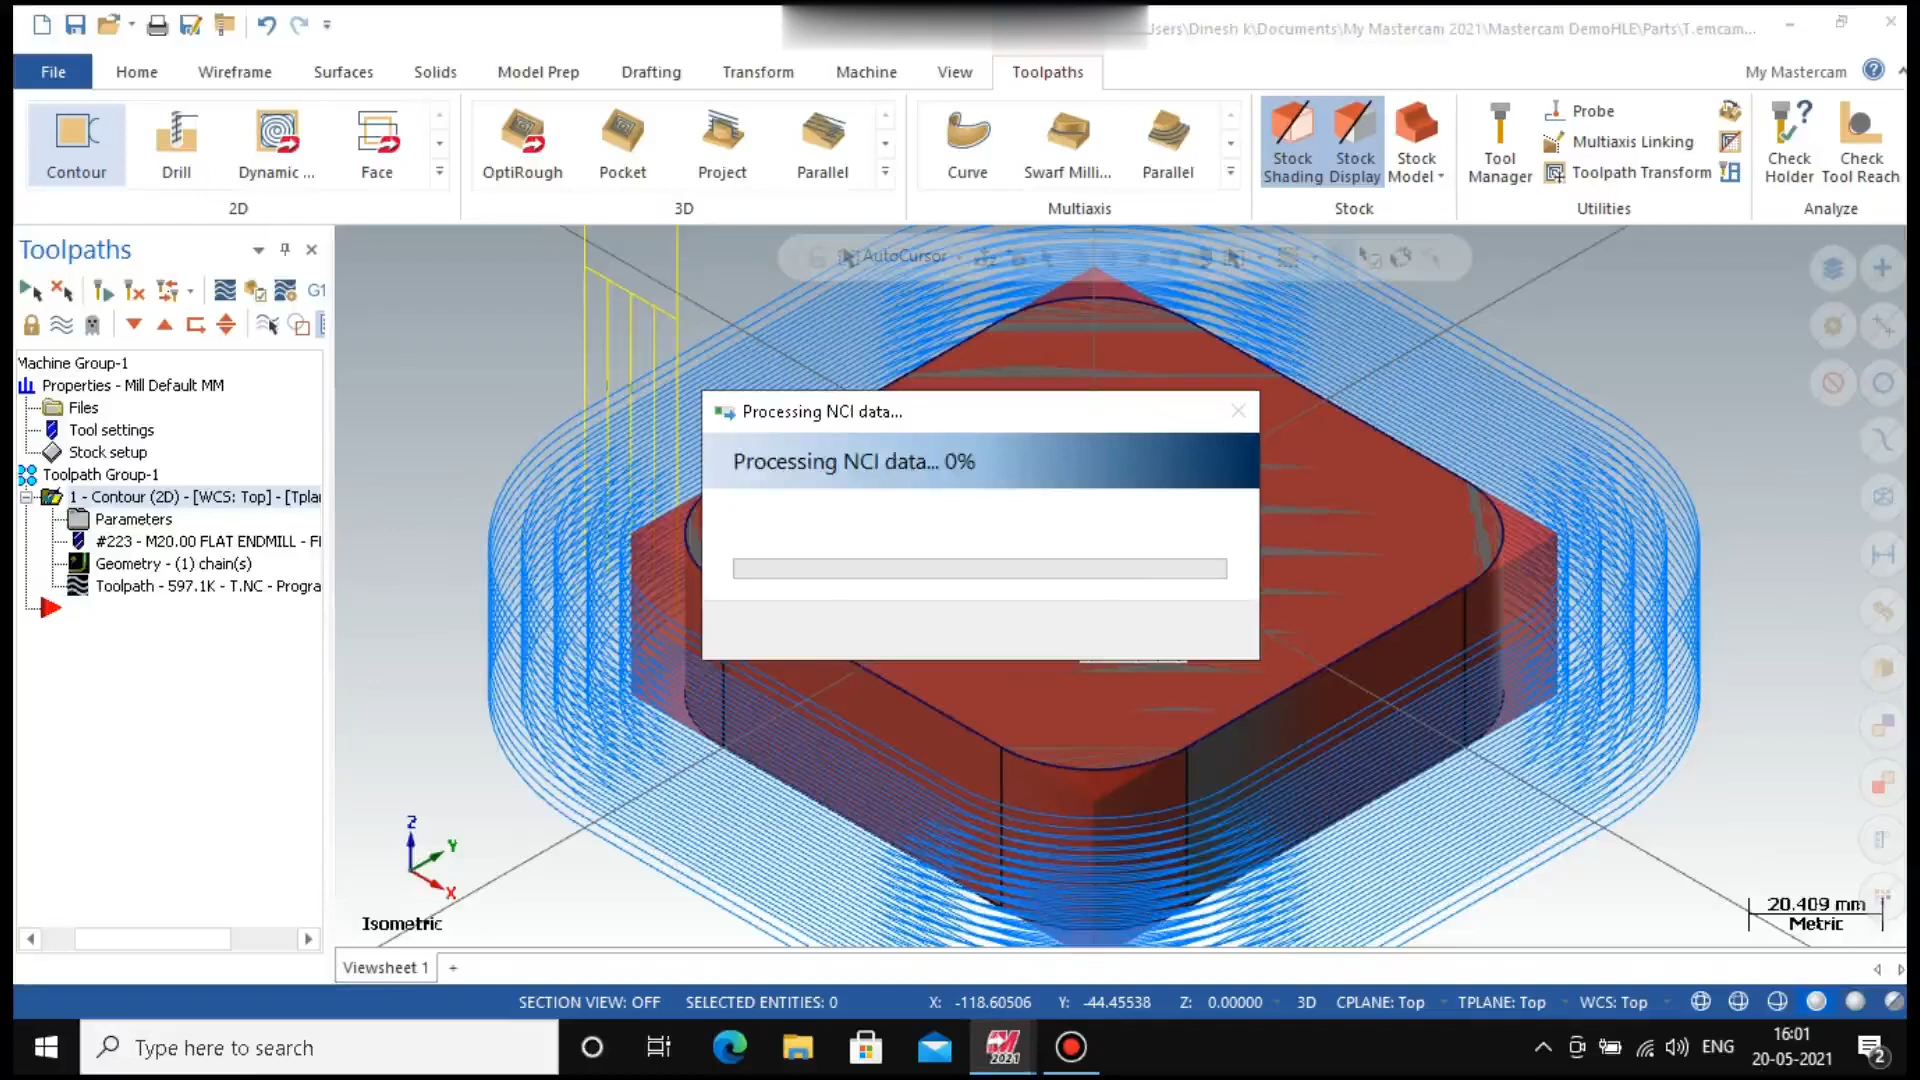 Jsers\Dinesh k\Documents\My Mastercam 2021\Mastercam DemoHLE\Parts\T.emcam...
File Home Wireframe Surfaces Solids Model Prep Drafting Transform Machine View Toolpaths My Mastercam
Contour Drill Dynamic ... Face
2D
OptiRough Pocket Project Parallel
3D
Curve Swarf Milli... Parallel
Multiaxis
Stock Shading
Stock Display
Stock Model
Stock
Tool Manager
Probe
Multiaxis Linking
Toolpath Transform
Utilities
Check Holder
Check Tool Reach
Analyze
Toolpaths
G1
AutoCursor
Machine Group-1
Properties - Mill Default MM
Files
Tool settings
Stock setup
Toolpath Group-1
1 - Contour (2D) - [WCS: Top] - [Tplar
Parameters
#223 - M20.00 FLAT ENDMILL - Fl
Geometry - (1) chain(s)
Toolpath - 597.1K - T.NC - Progra
Processing NCI data...
Processing NCI data... 0%
Z
Y
X
Isometric
20.409 mm
Metric
Viewsheet 1 +
SECTION VIEW: OFF SELECTED ENTITIES: 0 X: -118.60506 Y: -44.45538 Z: 0.00000 3D CPLANE: Top TPLANE: Top WCS: Top
Type here to search
2021
ENG
16:01
20-05-2021
2